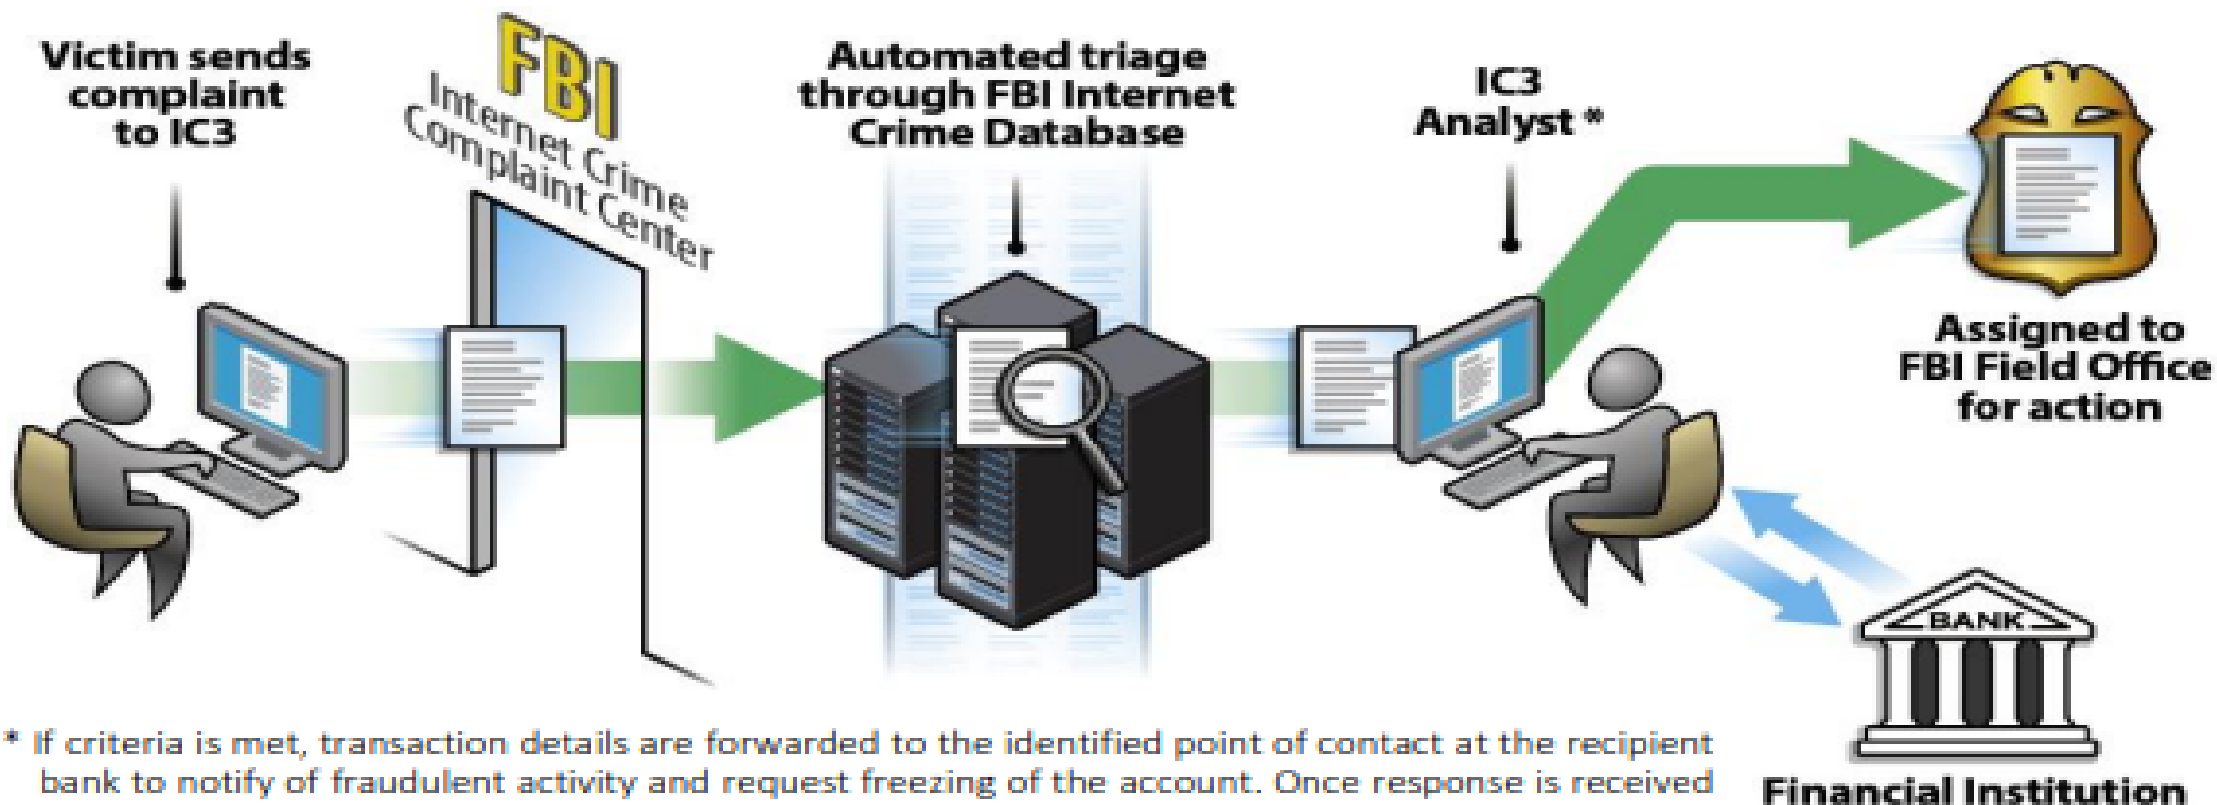 Victim sends
complaint
to IC3
FBI
Internet Crime
Complaint Center
Automated triage
through FBI Internet
Crime Database
IC3
Analyst *
Assigned to
FBI Field Office
for action
BANK
Financial Institution
* If criteria is met, transaction details are forwarded to the identified point of contact at the recipient
bank to notify of fraudulent activity and request freezing of the account. Once response is received